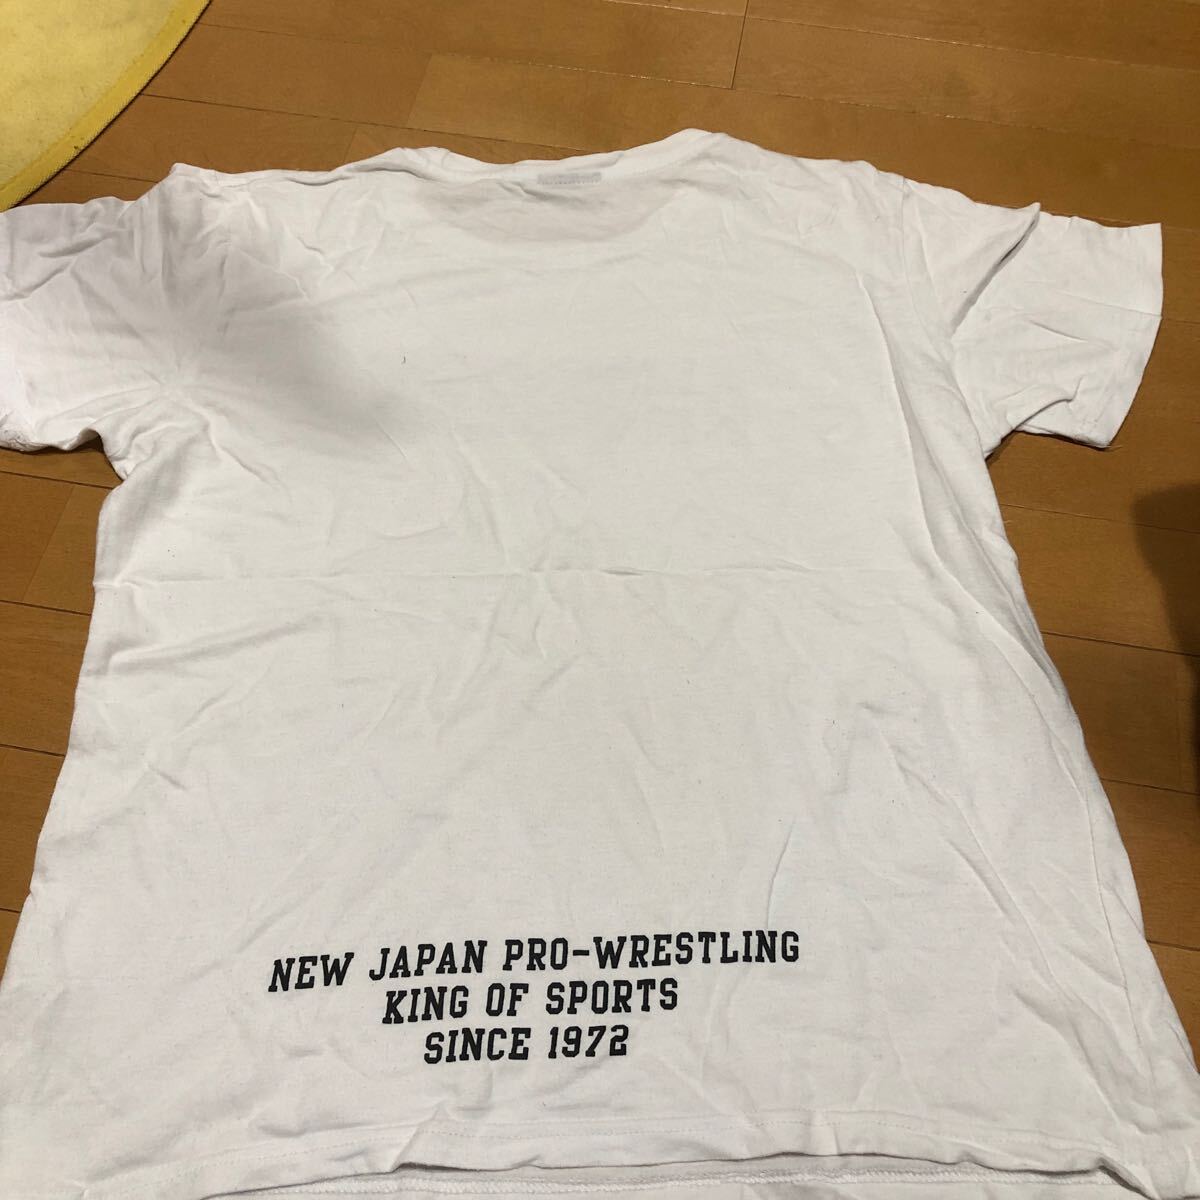 NEW JAPAN PRO-WRESTLING
KING OF SPORTS
SINCE 1972